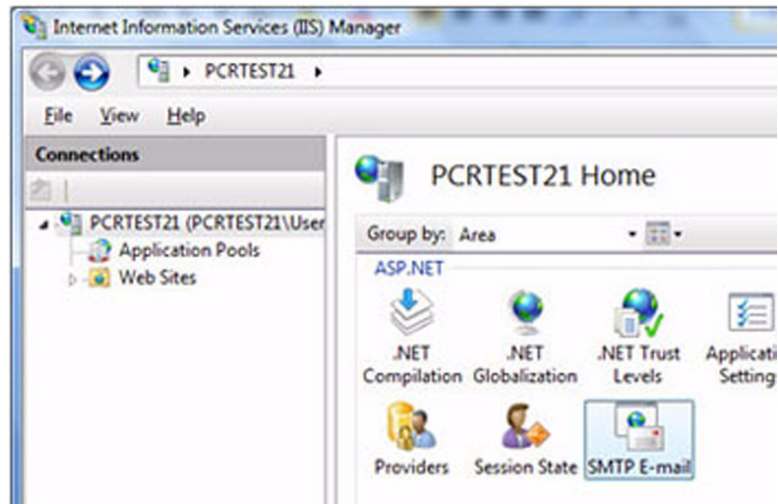 Internet Information Services (IIS) Manager
PCRTEST21
File View Help
Connections
PCRTEST21 (PCRTEST21\User
Application Pools
Web Sites
PCRTEST21 Home
Group by: Area
ASP.NET
.NET Compilation
.NET Globalization
.NET Trust Levels
Applicati
Setting
Providers
Session State
SMTP E-mail